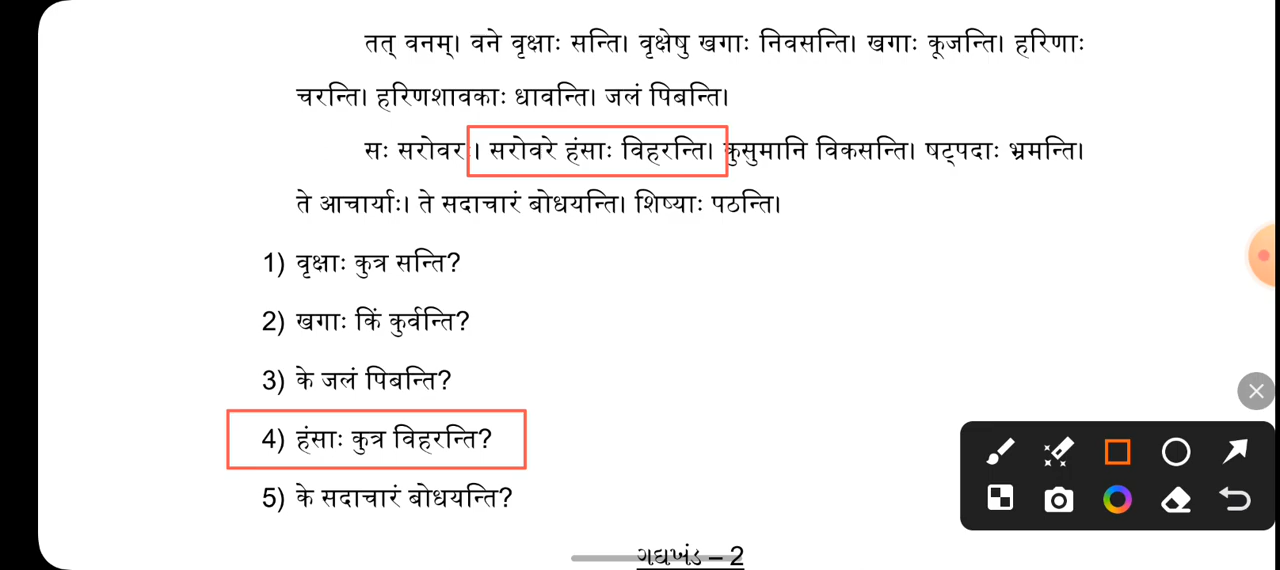 तत् वनम्। वने वृक्षाः सन्ति। वृक्षेषु खगाः निवसन्ति। खगाः कूजन्ति। हरिणाः
चरन्ति। हरिणशावकाः धावन्ति। जलं पिबन्ति।
सः सरोवरः। सरोवरे हंसाः विहरन्ति। कुसुमानि विकसन्ति। षट्पदाः भ्रमन्ति।
ते आचार्याः। ते सदाचारं बोधयन्ति। शिष्याः पठन्ति।
1) वृक्षाः कुत्र सन्ति?
2) खगाः किं कुर्वन्ति?
3) के जलं पिबन्ति?
4) हंसाः कुत्र विहरन्ति?
5) के सदाचारं बोधयन्ति?
ગદ્યખંડ – 2